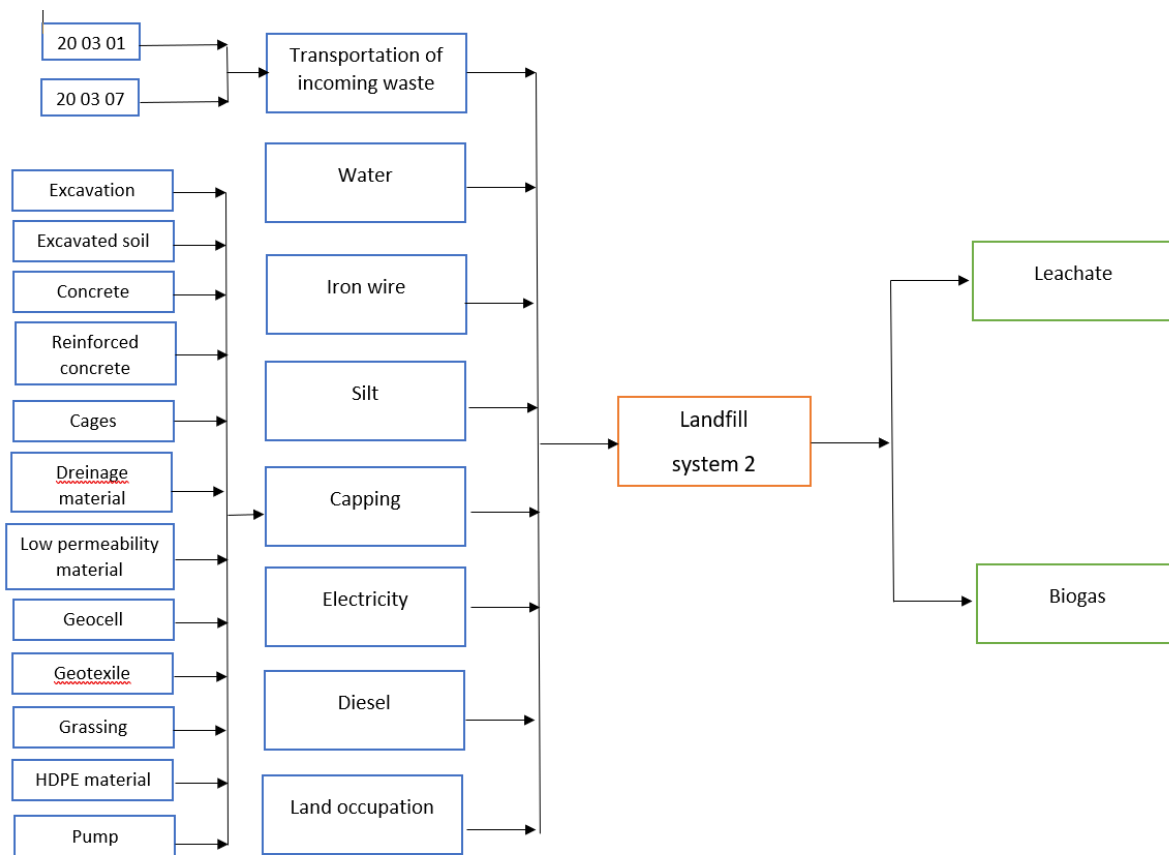 20 03 01
20 03 07
Transportation of
incoming waste
Excavation
Excavated soil
Concrete
Reinforced
concrete
Cages
Dreinage
material
Low permeability
material
Geocell
Geotexile
Grassing
HDPE material
Pump
Water
Iron wire
Silt
Capping
Electricity
Diesel
Land occupation
Landfill
system 2
Leachate
Biogas